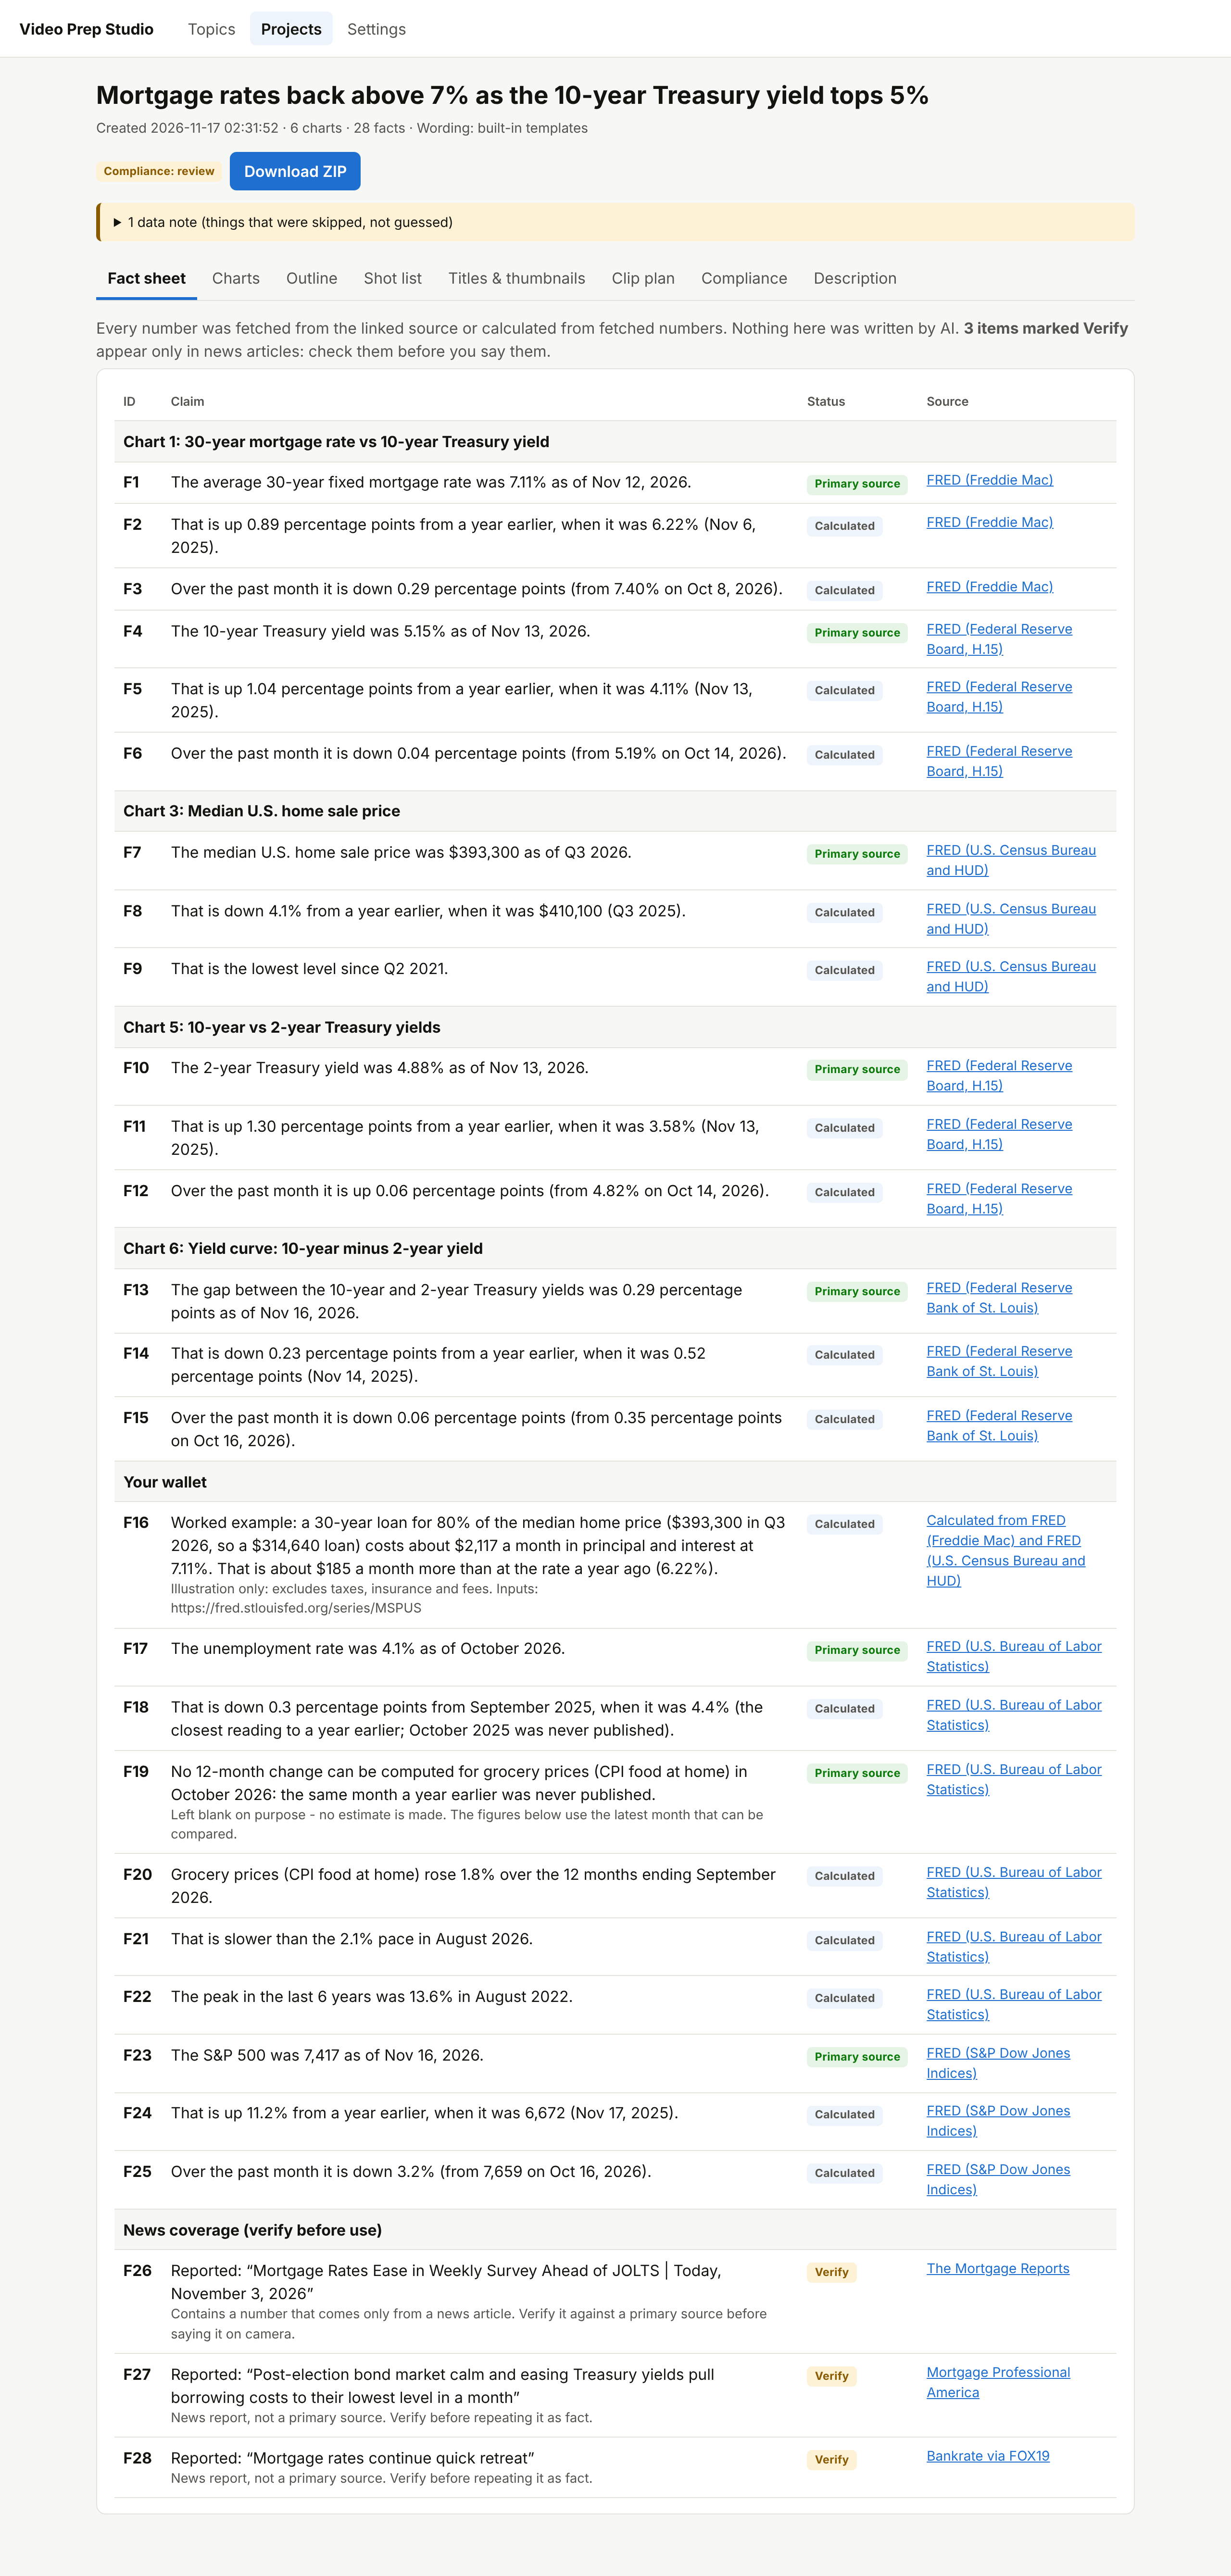 Video Prep Studio Topics Projects Settings
Mortgage rates back above 7% as the 10-year Treasury yield tops 5%
Created 2026-11-17 02:31:52 · 6 charts · 28 facts · Wording: built-in templates
Compliance: review Download ZIP
▶ 1 data note (things that were skipped, not guessed)
Fact sheet Charts Outline Shot list Titles & thumbnails Clip plan Compliance Description
Every number was fetched from the linked source or calculated from fetched numbers. Nothing here was written by AI. 3 items marked Verify
appear only in news articles: check them before you say them.
ID Claim Status Source
Chart 1: 30-year mortgage rate vs 10-year Treasury yield
F1 The average 30-year fixed mortgage rate was 7.11% as of Nov 12, 2026. Primary source FRED (Freddie Mac)
F2 That is up 0.89 percentage points from a year earlier, when it was 6.22% (Nov 6, Calculated FRED (Freddie Mac)
2025).
F3 Over the past month it is down 0.29 percentage points (from 7.40% on Oct 8, 2026). Calculated FRED (Freddie Mac)
F4 The 10-year Treasury yield was 5.15% as of Nov 13, 2026. Primary source FRED (Federal Reserve
Board, H.15)
F5 That is up 1.04 percentage points from a year earlier, when it was 4.11% (Nov 13, Calculated FRED (Federal Reserve
2025). Board, H.15)
F6 Over the past month it is down 0.04 percentage points (from 5.19% on Oct 14, 2026). Calculated FRED (Federal Reserve
Board, H.15)
Chart 3: Median U.S. home sale price
F7 The median U.S. home sale price was $393,300 as of Q3 2026. Primary source FRED (U.S. Census Bureau
and HUD)
F8 That is down 4.1% from a year earlier, when it was $410,100 (Q3 2025). Calculated FRED (U.S. Census Bureau
and HUD)
F9 That is the lowest level since Q2 2021. Calculated FRED (U.S. Census Bureau
and HUD)
Chart 5: 10-year vs 2-year Treasury yields
F10 The 2-year Treasury yield was 4.88% as of Nov 13, 2026. Primary source FRED (Federal Reserve
Board, H.15)
F11 That is up 1.30 percentage points from a year earlier, when it was 3.58% (Nov 13, Calculated FRED (Federal Reserve
2025). Board, H.15)
F12 Over the past month it is up 0.06 percentage points (from 4.82% on Oct 14, 2026). Calculated FRED (Federal Reserve
Board, H.15)
Chart 6: Yield curve: 10-year minus 2-year yield
F13 The gap between the 10-year and 2-year Treasury yields was 0.29 percentage Primary source FRED (Federal Reserve
points as of Nov 16, 2026. Bank of St. Louis)
F14 That is down 0.23 percentage points from a year earlier, when it was 0.52 Calculated FRED (Federal Reserve
percentage points (Nov 14, 2025). Bank of St. Louis)
F15 Over the past month it is down 0.06 percentage points (from 0.35 percentage points Calculated FRED (Federal Reserve
on Oct 16, 2026). Bank of St. Louis)
Your wallet
F16 Worked example: a 30-year loan for 80% of the median home price ($393,300 in Q3 Calculated Calculated from FRED
2026, so a $314,640 loan) costs about $2,117 a month in principal and interest at (Freddie Mac) and FRED
7.11%. That is about $185 a month more than at the rate a year ago (6.22%). (U.S. Census Bureau and
Illustration only: excludes taxes, insurance and fees. Inputs: HUD)
https://fred.stlouisfed.org/series/MSPUS
F17 The unemployment rate was 4.1% as of October 2026. Primary source FRED (U.S. Bureau of Labor
Statistics)
F18 That is down 0.3 percentage points from September 2025, when it was 4.4% (the Calculated FRED (U.S. Bureau of Labor
closest reading to a year earlier; October 2025 was never published). Statistics)
F19 No 12-month change can be computed for grocery prices (CPI food at home) in Primary source FRED (U.S. Bureau of Labor
October 2026: the same month a year earlier was never published. Statistics)
Left blank on purpose - no estimate is made. The figures below use the latest month that can be
compared.
F20 Grocery prices (CPI food at home) rose 1.8% over the 12 months ending September Calculated FRED (U.S. Bureau of Labor
2026. Statistics)
F21 That is slower than the 2.1% pace in August 2026. Calculated FRED (U.S. Bureau of Labor
Statistics)
F22 The peak in the last 6 years was 13.6% in August 2022. Calculated FRED (U.S. Bureau of Labor
Statistics)
F23 The S&P 500 was 7,417 as of Nov 16, 2026. Primary source FRED (S&P Dow Jones
Indices)
F24 That is up 11.2% from a year earlier, when it was 6,672 (Nov 17, 2025). Calculated FRED (S&P Dow Jones
Indices)
F25 Over the past month it is down 3.2% (from 7,659 on Oct 16, 2026). Calculated FRED (S&P Dow Jones
Indices)
News coverage (verify before use)
F26 Reported: “Mortgage Rates Ease in Weekly Survey Ahead of JOLTS | Today, Verify The Mortgage Reports
November 3, 2026”
Contains a number that comes only from a news article. Verify it against a primary source before
saying it on camera.
F27 Reported: “Post-election bond market calm and easing Treasury yields pull Verify Mortgage Professional
borrowing costs to their lowest level in a month” America
News report, not a primary source. Verify before repeating it as fact.
F28 Reported: “Mortgage rates continue quick retreat” Verify Bankrate via FOX19
News report, not a primary source. Verify before repeating it as fact.